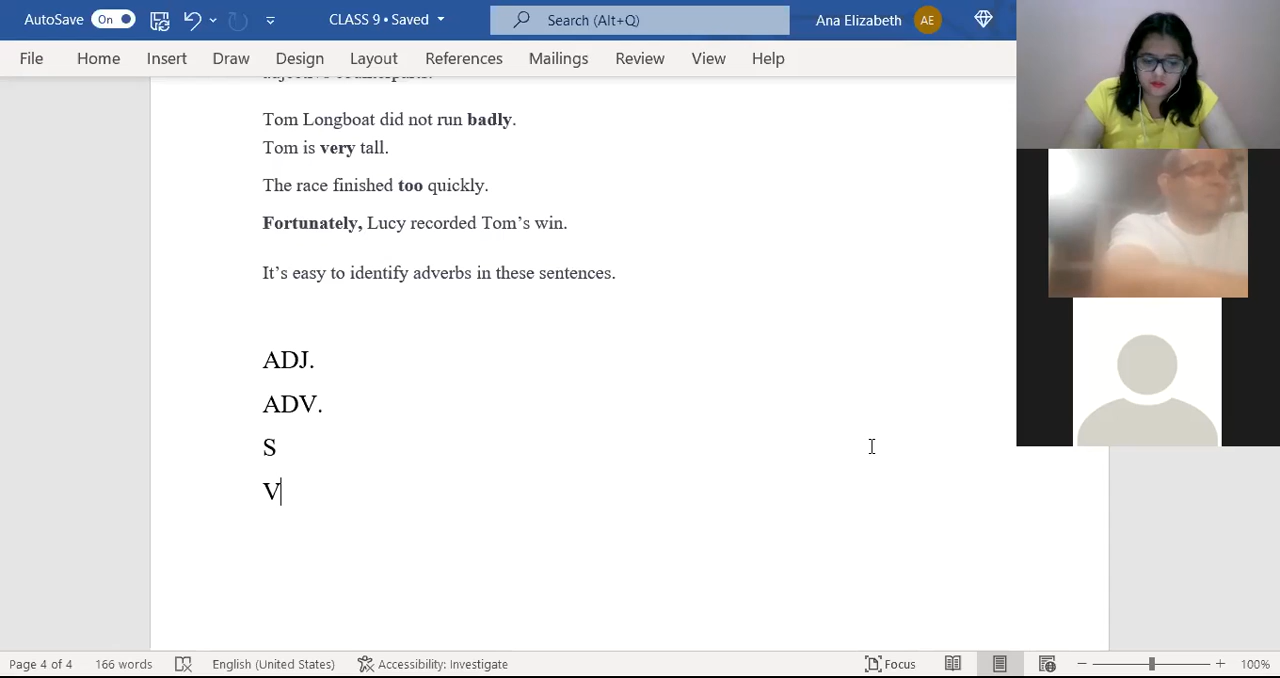 AutoSave On CLASS 9 • Saved Search (Alt+Q) Ana Elizabeth AE
File Home Insert Draw Design Layout References Mailings Review View Help
Tom Longboat did not run badly.
Tom is very tall.
The race finished too quickly.
Fortunately, Lucy recorded Tom’s win.
It’s easy to identify adverbs in these sentences.
ADJ.
ADV.
S
V
Page 4 of 4 166 words English (United States) Accessibility: Investigate Focus 100%